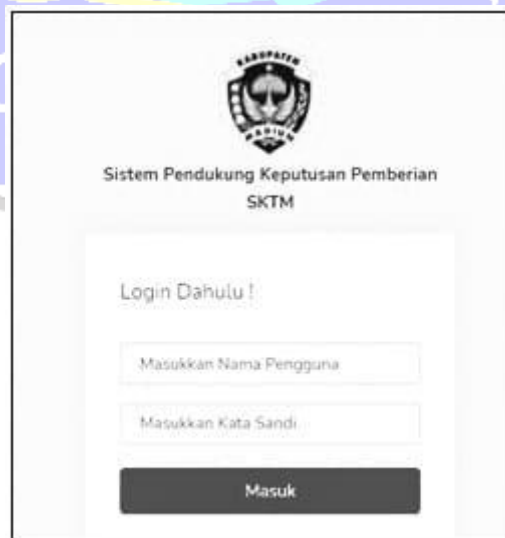 KABUPATEN
MADIUN
Sistem Pendukung Keputusan Pemberian
SKTM
Login Dahulu !
Masukkan Nama Pengguna
Masukkan Kata Sandi
Masuk